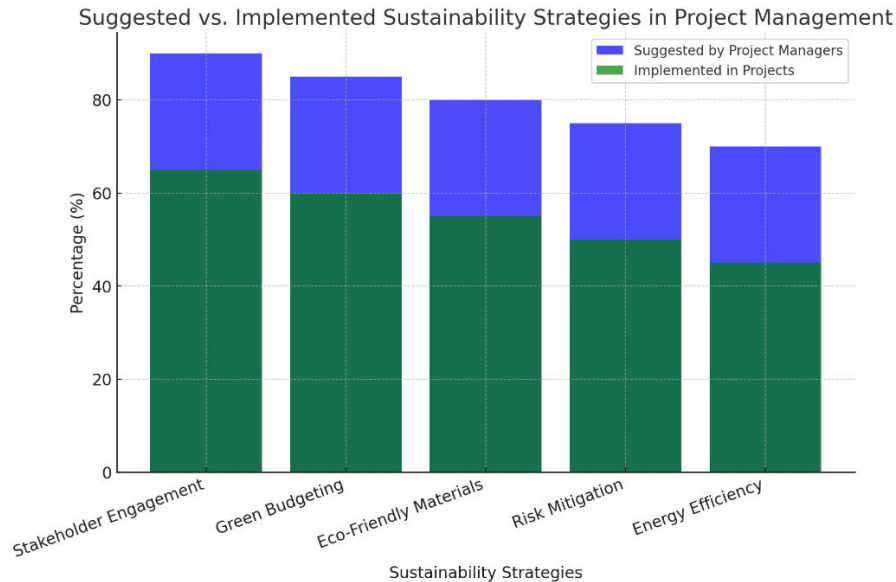 Suggested vs. Implemented Sustainability Strategies in Project Management
Suggested by Project Managers
Implemented in Projects
Percentage (%)
80
60
40
20
0
Stakeholder Engagement
Green Budgeting
Eco-Friendly Materials
Risk Mitigation
Energy Efficiency
Sustainability Strategies